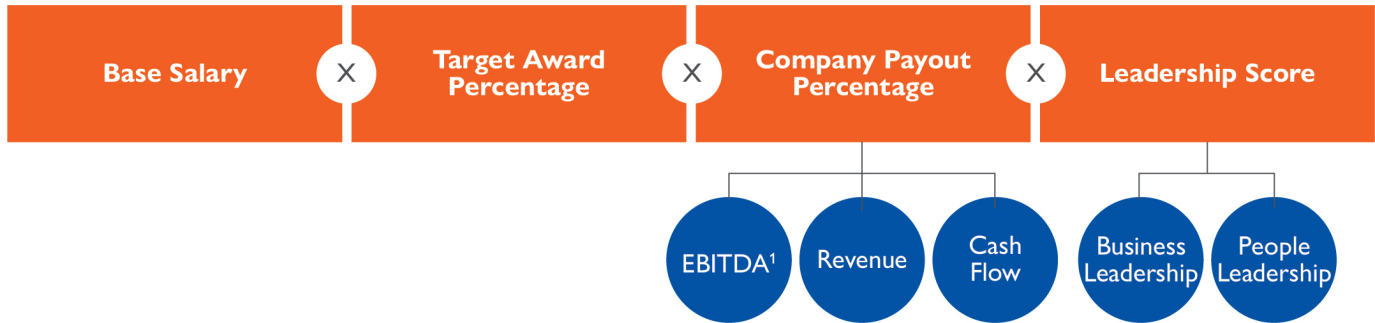 Base Salary
X
Target Award
Percentage
X
Company Payout
Percentage
X
Leadership Score
EBITDA¹
Revenue
Cash
Flow
Business
Leadership
People
Leadership